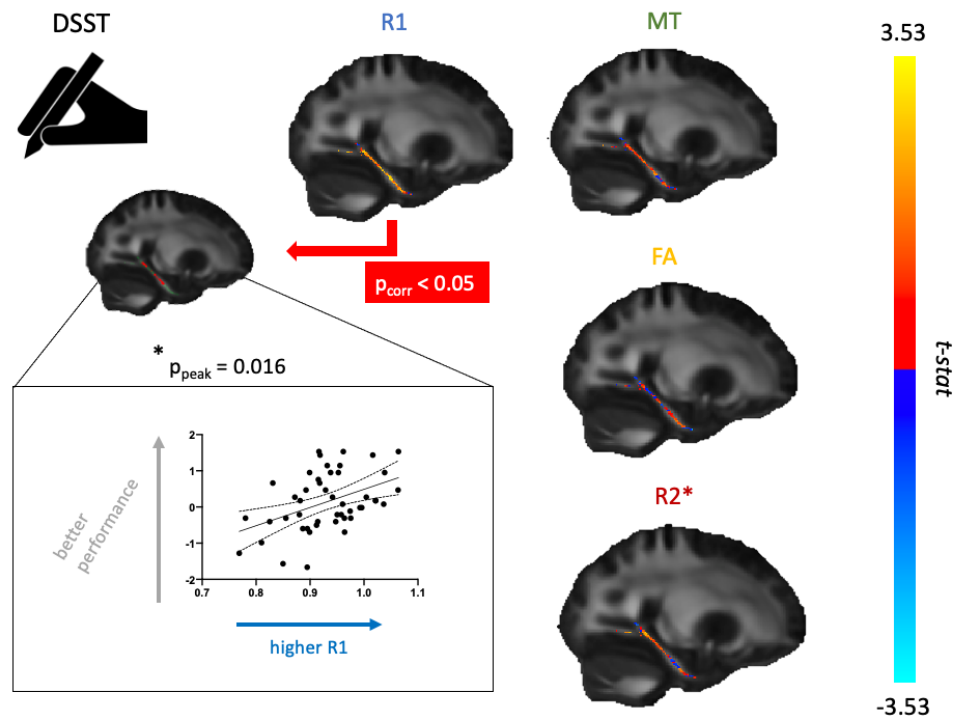 DSST
R1
MT
3.53
p_corr < 0.05
FA
* p_peak = 0.016
t-stat
better
performance
2
1
0
-1
-2
0.7 0.8 0.9 1.0 1.1
higher R1
R2*
-3.53